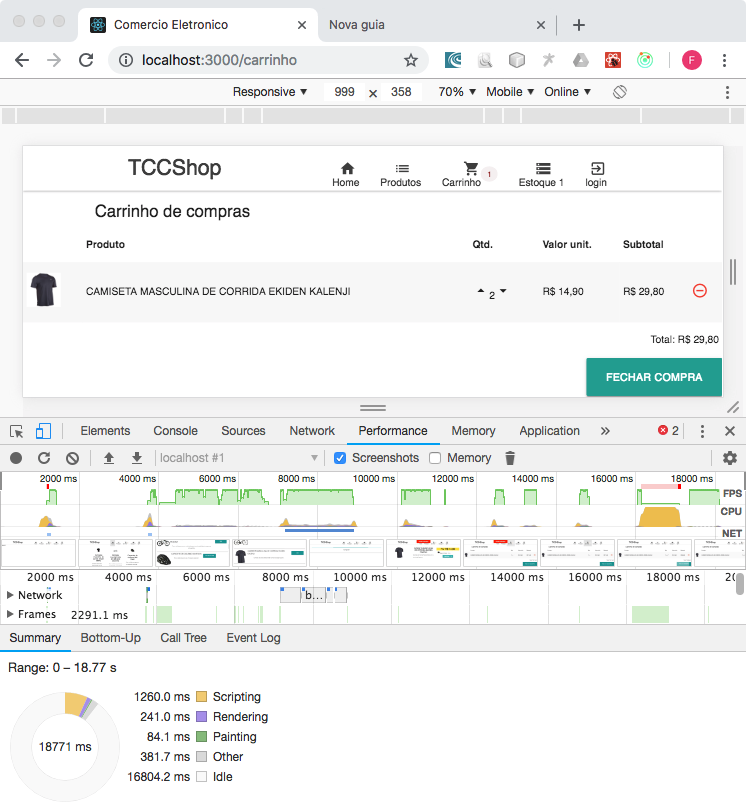 Comercio Eletronico
Nova guia
localhost:3000/carrinho
F
Responsive 999 x 358 70% Mobile Online
TCCShop
Home Produtos Carrinho 1 Estoque 1 login
Carrinho de compras
Produto Qtd. Valor unit. Subtotal
CAMISETA MASCULINA DE CORRIDA EKIDEN KALENJI 2 R$ 14,90 R$ 29,80
Total: R$ 29,80
FECHAR COMPRA
Elements Console Sources Network Performance Memory Application » 2
localhost #1 Screenshots Memory
2000 ms 4000 ms 6000 ms 8000 ms 10000 ms 12000 ms 14000 ms 16000 ms 18000 ms
FPS
CPU
NET
2000 ms 4000 ms 6000 ms 8000 ms 10000 ms 12000 ms 14000 ms 16000 ms 18000 ms
Network b...
Frames 2291.1 ms
Summary Bottom-Up Call Tree Event Log
Range: 0 – 18.77 s
18771 ms
1260.0 ms Scripting
241.0 ms Rendering
84.1 ms Painting
381.7 ms Other
16804.2 ms Idle